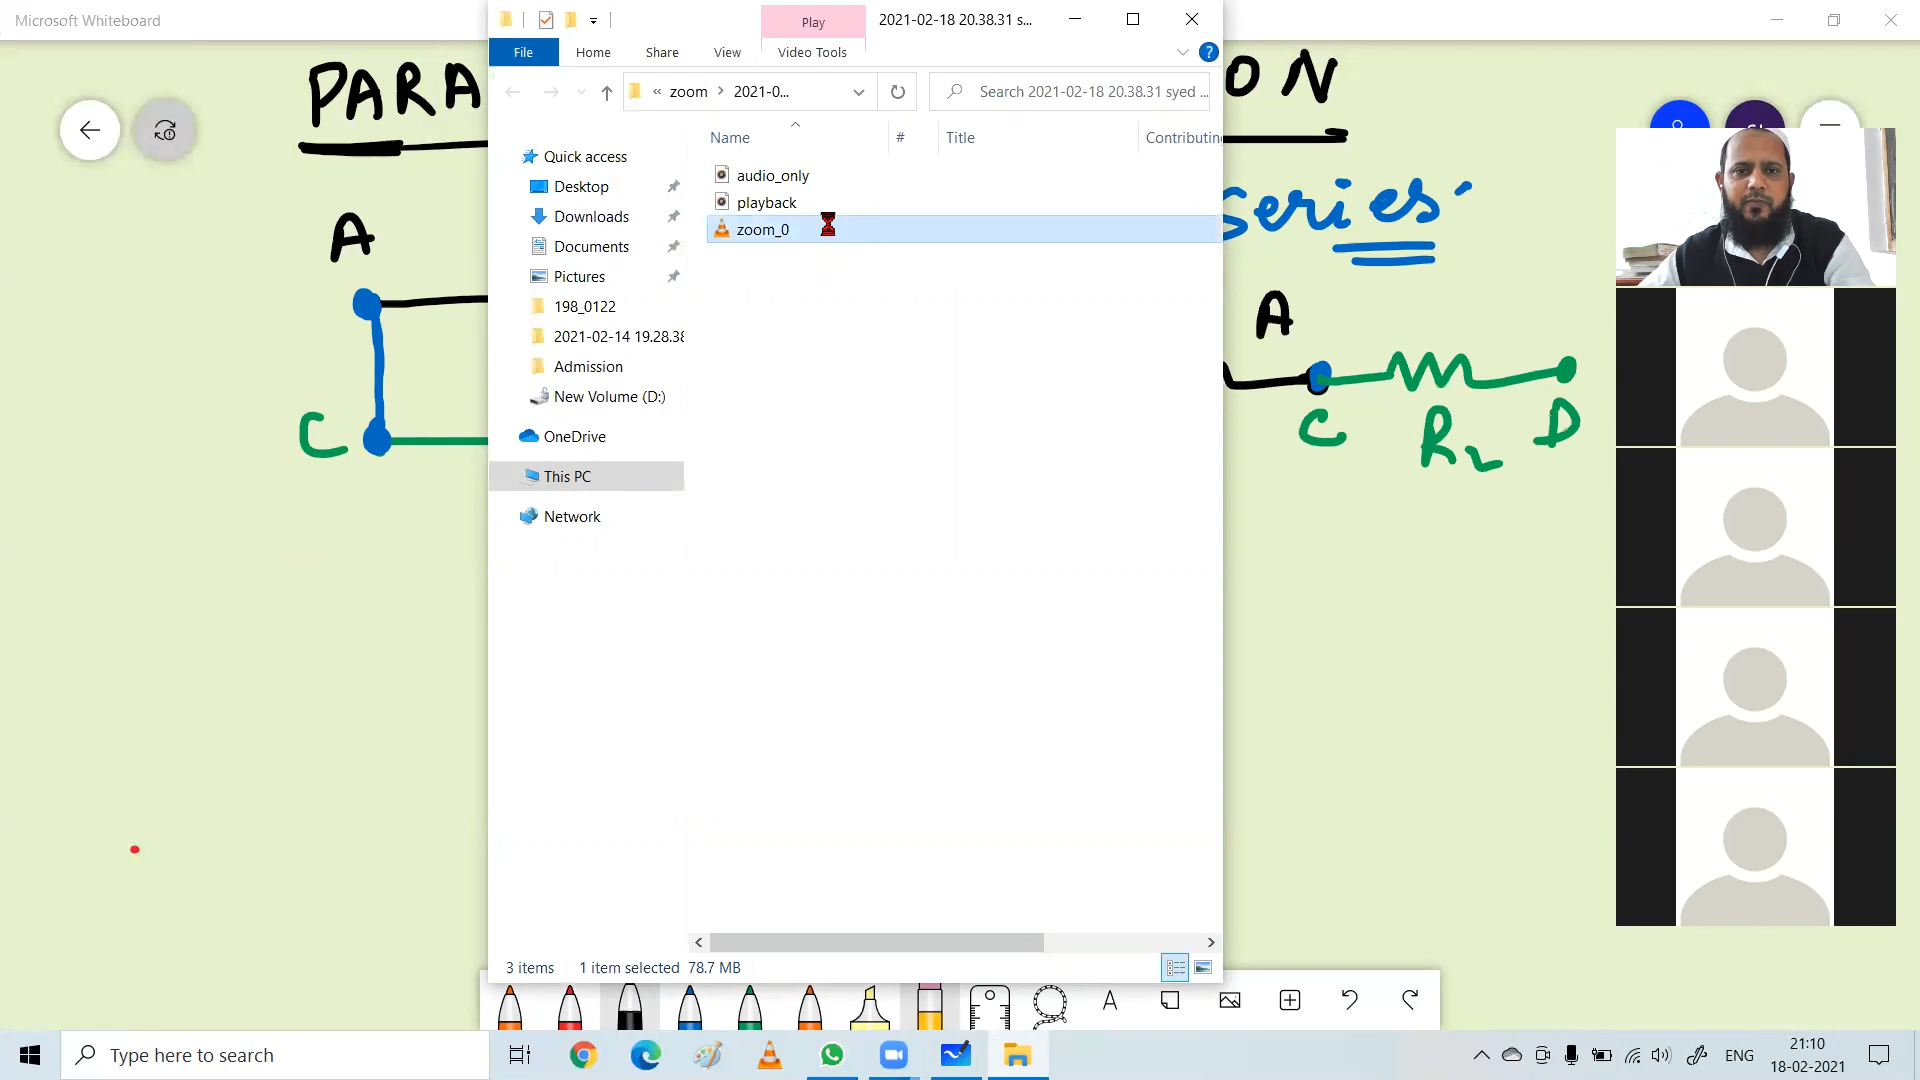 Microsoft Whiteboard
Play
2021-02-18 20.38.31 s...
File
Home
Share
View
Video Tools
?
« zoom > 2021-0...
Search 2021-02-18 20.38.31 syed ...
Name
#
Title
Contributing
Quick access
Desktop
Downloads
Documents
Pictures
198_0122
2021-02-14 19.28.38
Admission
New Volume (D:)
OneDrive
This PC
Network
audio_only
playback
zoom_0
3 items
1 item selected
78.7 MB
PARA
ON
series
A
C
A
C
R2
D
A
Type here to search
ENG
21:10
18-02-2021